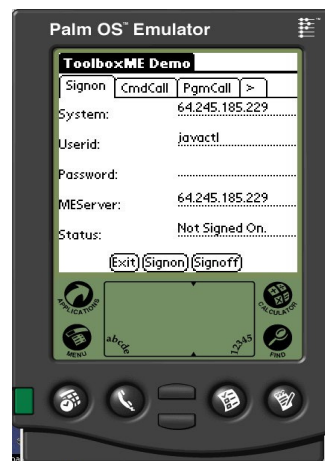 Palm OS™ Emulator
ToolboxME Demo
Signon CmdCall PgmCall >
System: 64.245.185.229
Userid: javactl
Password:
MEServer: 64.245.185.229
Status: Not Signed On.
Exit Signon Signoff
APPLICATIONS CALCULATOR
abcde 12345
MENU FIND